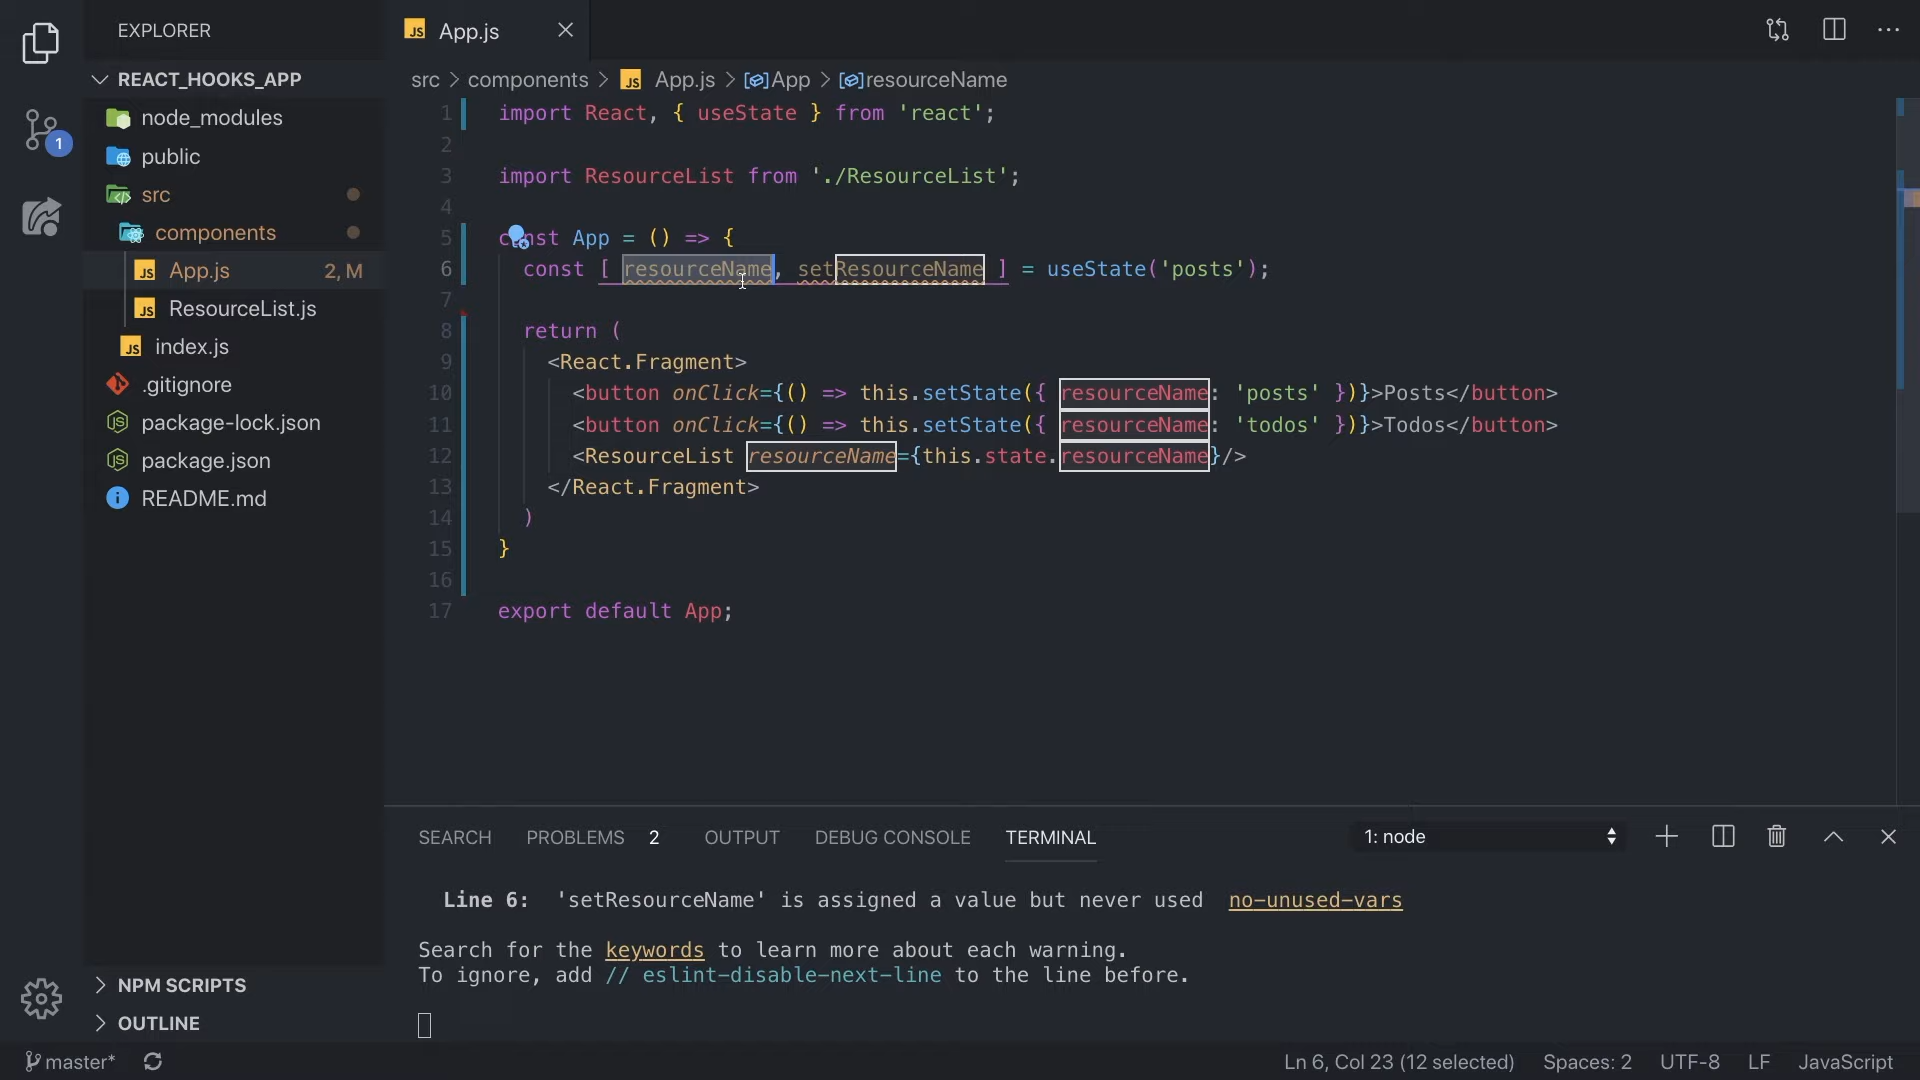 EXPLORER
REACT_HOOKS_APP
node_modules
public
src
components
JS App.js 2, M
JS ResourceList.js
JS index.js
.gitignore
package-lock.json
package.json
README.md
NPM SCRIPTS
OUTLINE
1
JS App.js
src > components > JS App.js > App > resourceName
1 import React, { useState } from 'react';
2
3 import ResourceList from './ResourceList';
4
5 const App = () => {
6 const [ resourceName, setResourceName ] = useState('posts');
7
8 return (
9 <React.Fragment>
10 <button onClick={() => this.setState({ resourceName: 'posts' })}>Posts</button>
11 <button onClick={() => this.setState({ resourceName: 'todos' })}>Todos</button>
12 <ResourceList resourceName={this.state.resourceName}/>
13 </React.Fragment>
14 )
15 }
16
17 export default App;
SEARCH PROBLEMS 2 OUTPUT DEBUG CONSOLE TERMINAL 1: node
Line 6: 'setResourceName' is assigned a value but never used no-unused-vars
Search for the keywords to learn more about each warning.
To ignore, add // eslint-disable-next-line to the line before.
master* Ln 6, Col 23 (12 selected) Spaces: 2 UTF-8 LF JavaScript